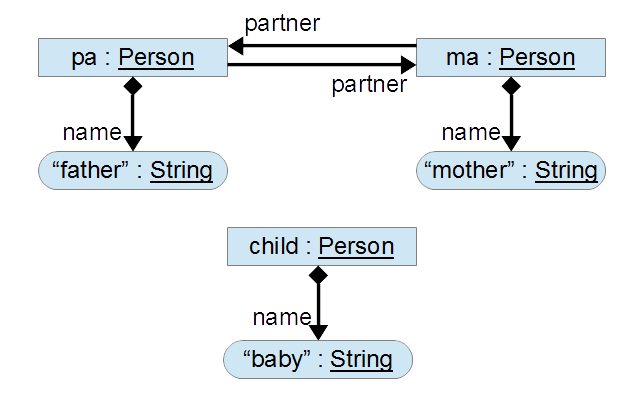 partner
pa : Person
ma : Person
partner
name
name
“father” : String
“mother” : String
child : Person
name
“baby” : String